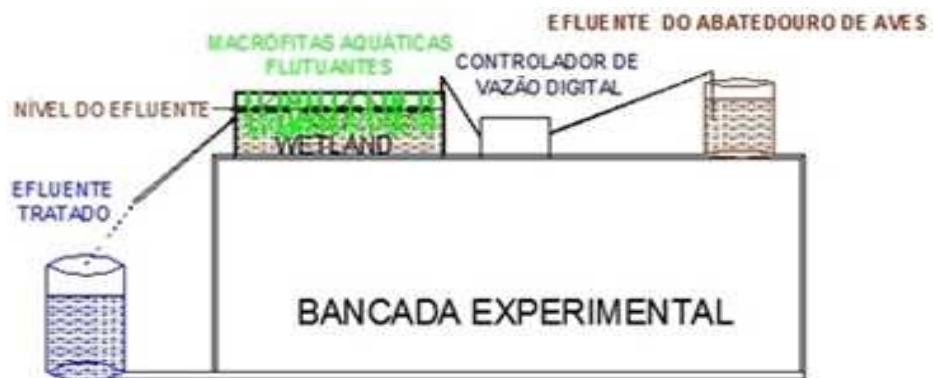 EFLUENTE DO ABATEDOURO DE AVES
MACRÓFITAS AQUÁTICAS
FLUTUANTES
CONTROLADOR DE
VAZÃO DIGITAL
NÍVEL DO EFLUENTE
WETLAND
EFLUENTE
TRATADO
BANCADA EXPERIMENTAL